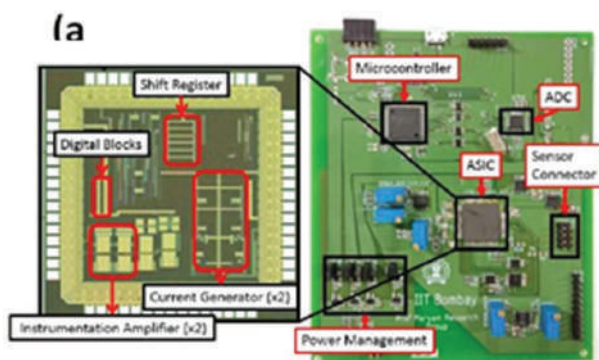 (a
Shift Register
Digital Blocks
Current Generator (x2)
Instrumentation Amplifier (x2)
Microcontroller
ADC
ASIC
Sensor
Connector
IIT Bombay
Power Management